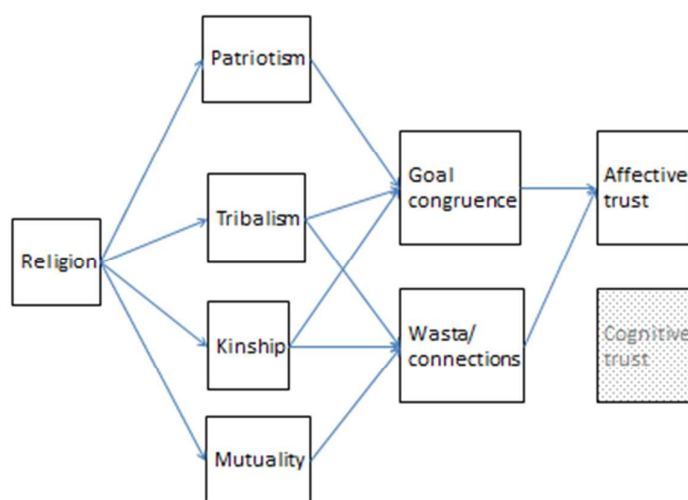 Patriotism
Goal
congruence
Affective
trust
Tribalism
Religion
Kinship
Wasta/
connections
Cognitive
trust
Mutuality